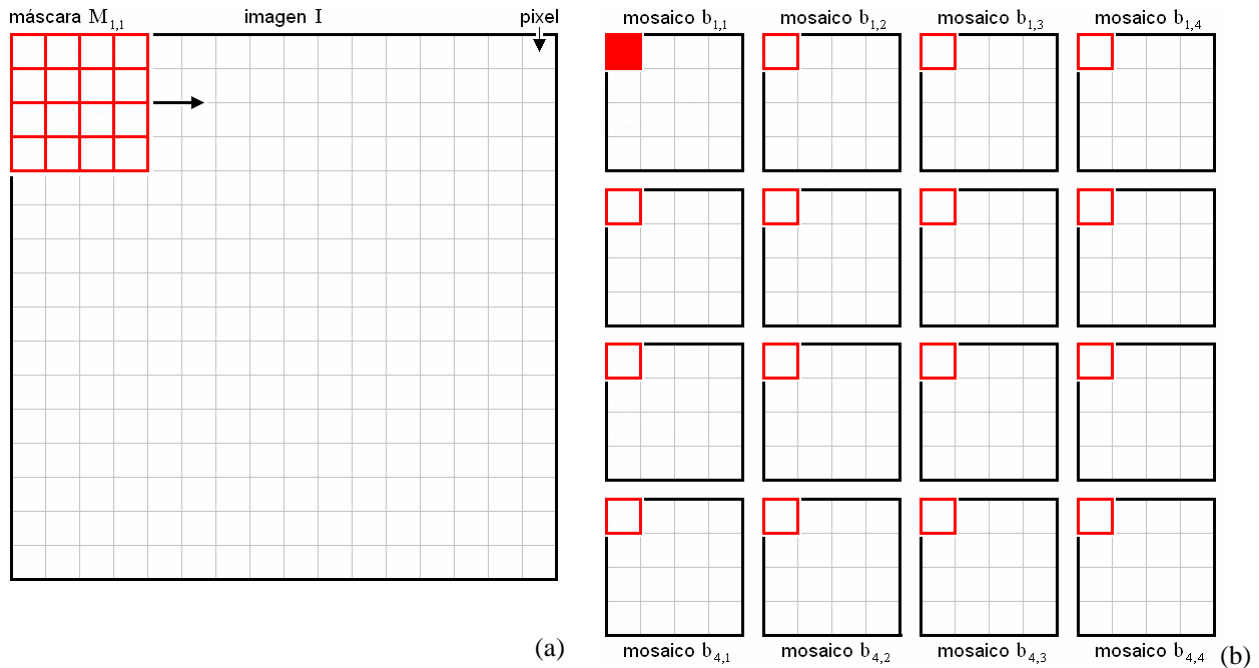 máscara M1,1 imagen I pixel
mosaico b1,1 mosaico b1,2 mosaico b1,3 mosaico b1,4
mosaico b4,1 mosaico b4,2 mosaico b4,3 mosaico b4,4
(a) (b)